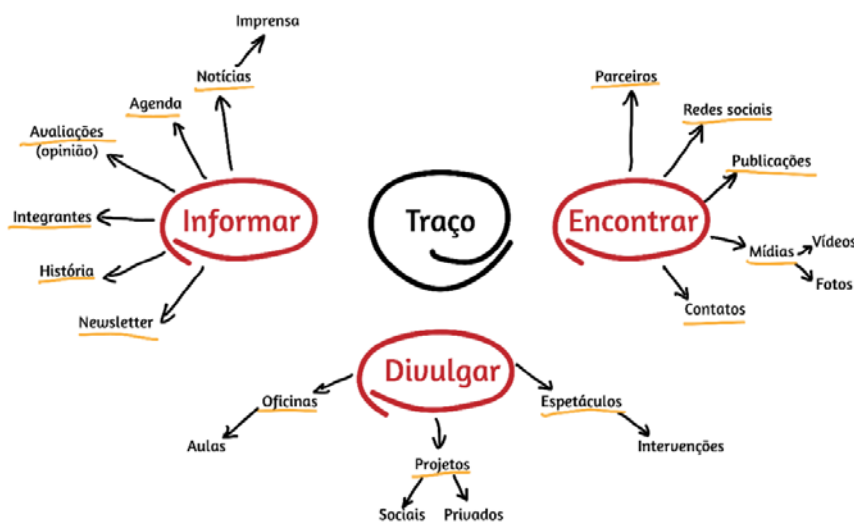 Imprensa
Notícias
Agenda
Avaliações
(opinião)
Integrantes
História
Newsletter
Informar
Traço
Encontrar
Parceiros
Redes sociais
Publicações
Mídias
Vídeos
Fotos
Contatos
Divulgar
Oficinas
Aulas
Projetos
Sociais
Privados
Espetáculos
Intervenções